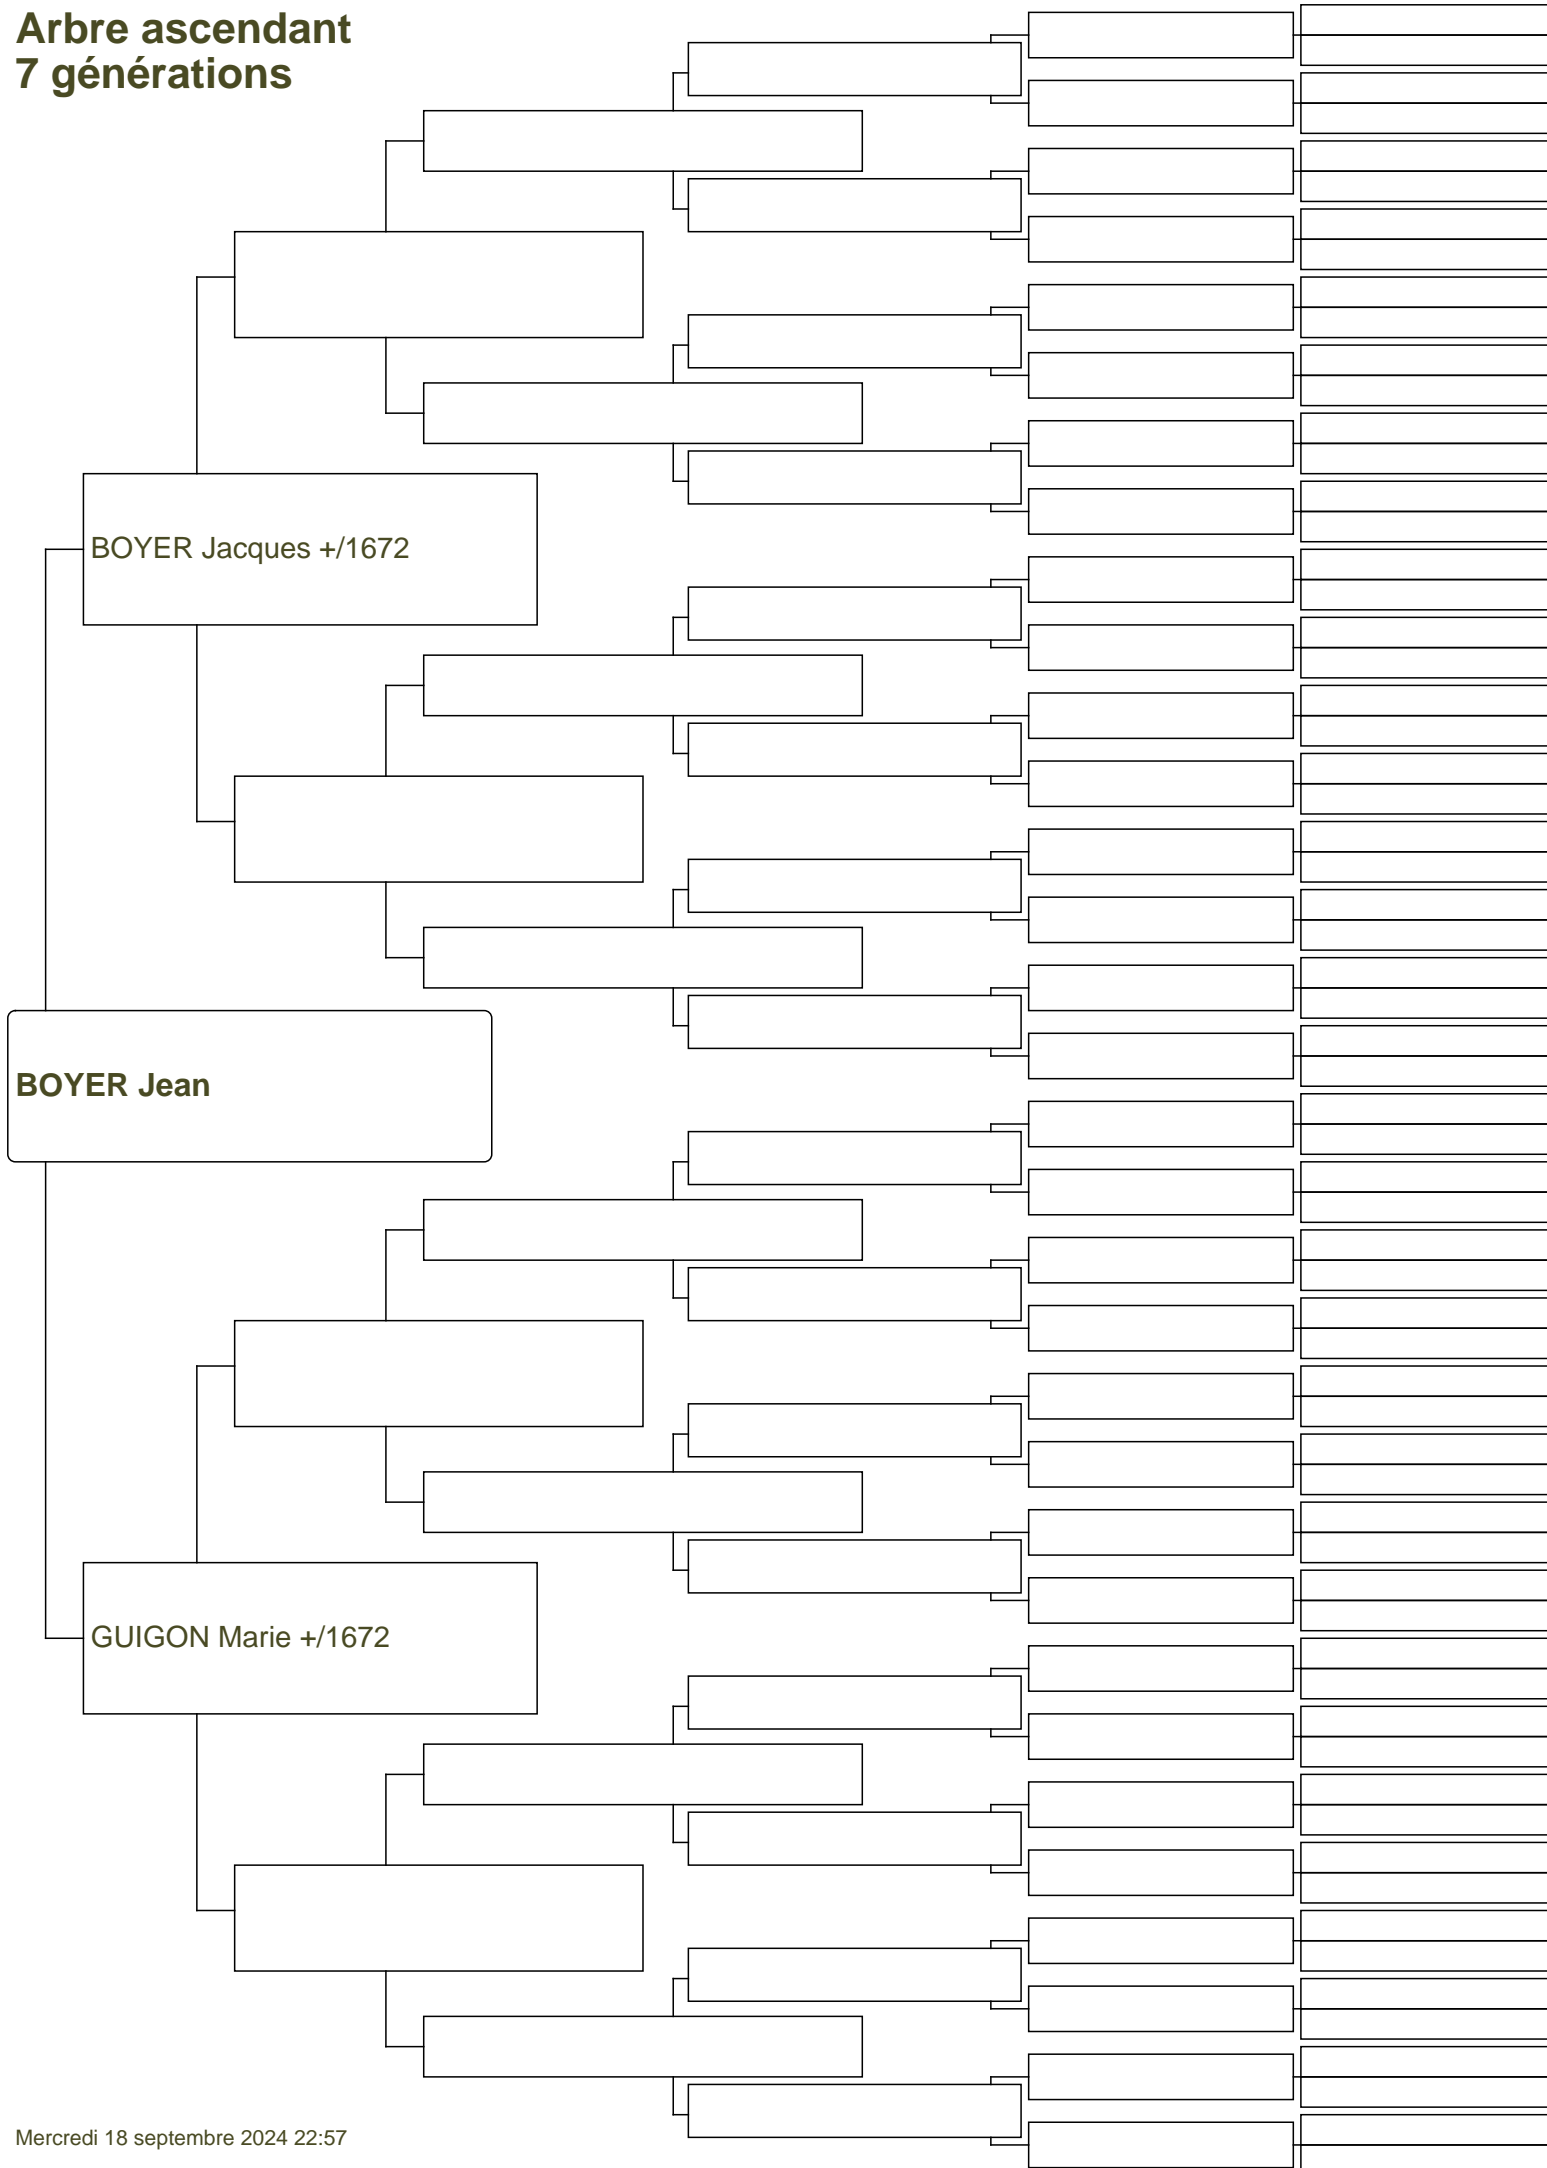 Arbre ascendant
7 générations
BOYER Jacques +/1672
BOYER Jean
GUIGON Marie +/1672
Mercredi 18 septembre 2024 22:57